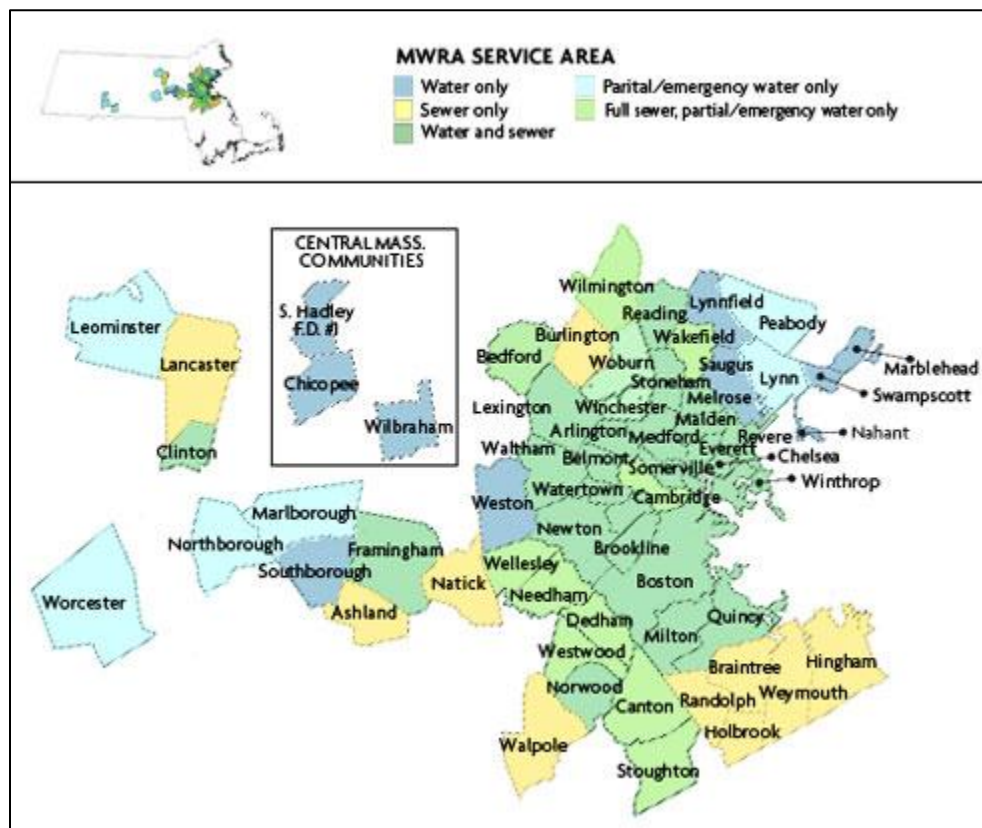 MWRA SERVICE AREA
Water only
Sewer only
Water and sewer
Parital/emergency water only
Full sewer, partial/emergency water only
CENTRAL MASS.
COMMUNITIES
S. Hadley
F.D. #1
Chicopee
Wilbraham
Leominster
Lancaster
Clinton
Wilmington
Reading
Lynnfield
Peabody
Burlington
Wakefield
Bedford
Woburn
Saugus
Marblehead
Stoneham
Lynn
Swampscott
Lexington
Winchester
Melrose
Malden
Arlington
Medford
Revere
Nahant
Waltham
Everett
Chelsea
Belmont
Somerville
Winthrop
Watertown
Cambridge
Weston
Marlborough
Newton
Northborough
Framingham
Brookline
Southborough
Wellesley
Natick
Boston
Worcester
Ashland
Needham
Dedham
Quincy
Milton
Westwood
Braintree
Hingham
Norwood
Randolph
Weymouth
Canton
Holbrook
Walpole
Stoughton